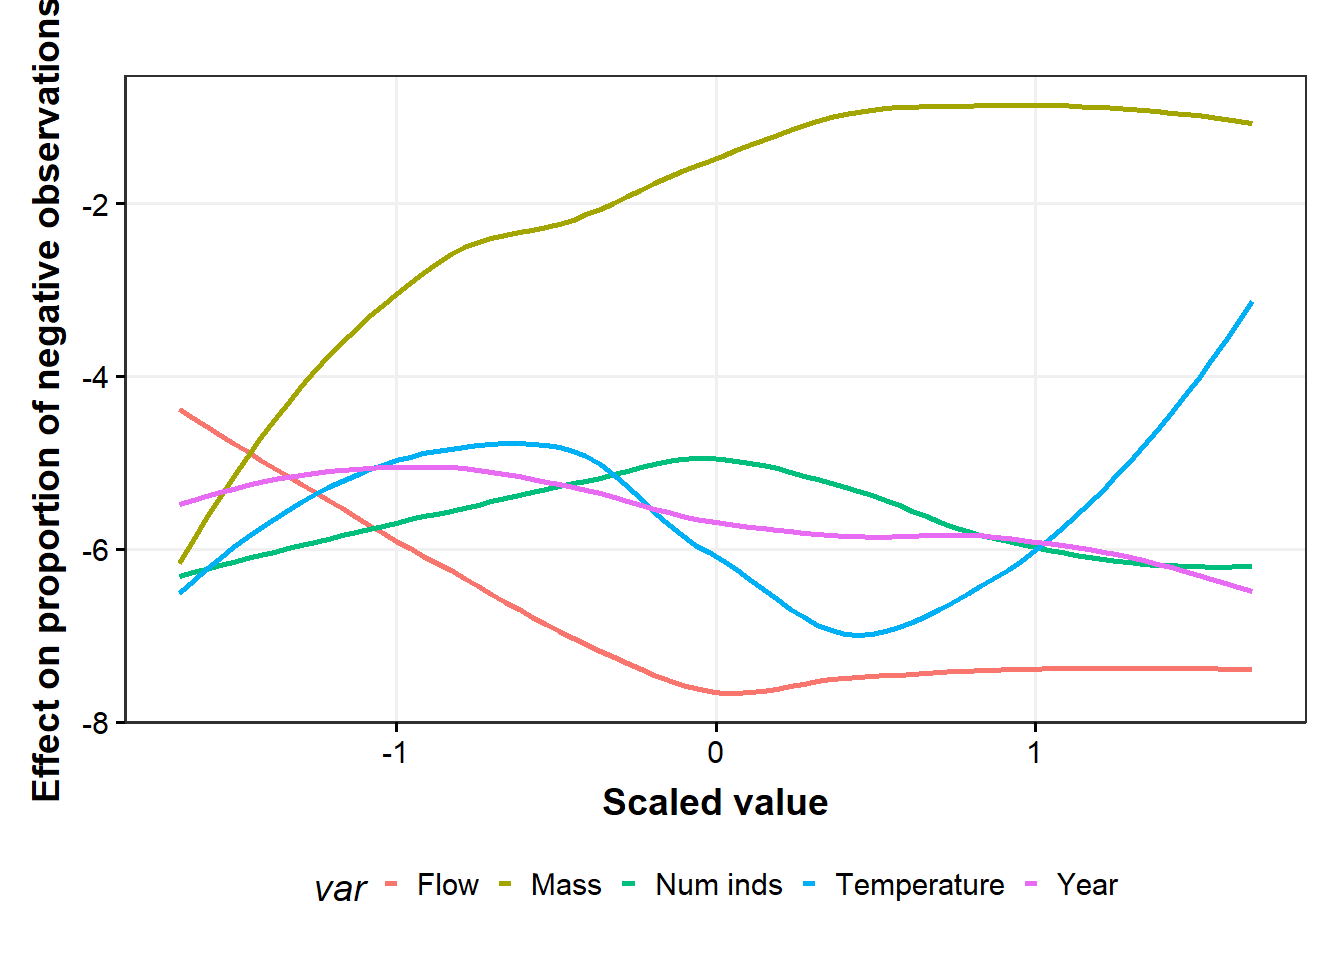 Effect on proportion of negative observations
-2
-4
-6
-8
-1 0 1
Scaled value
var Flow Mass Num inds Temperature Year